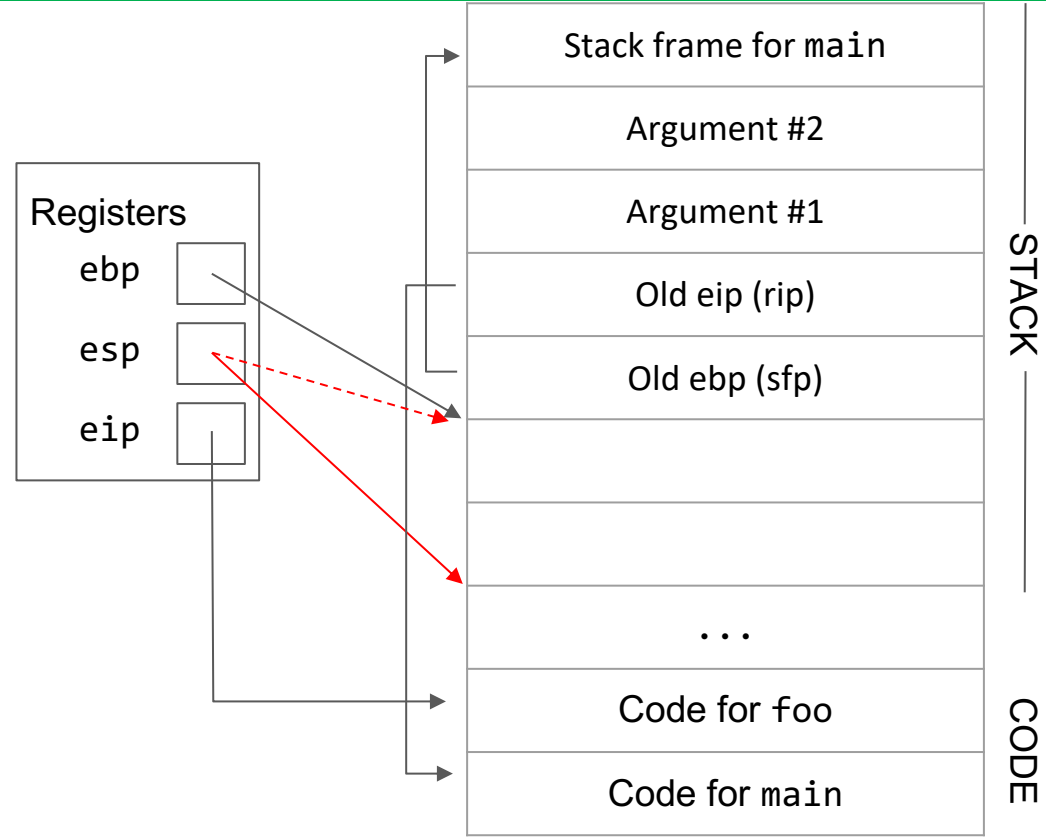 Stack frame for main
Argument #2
Argument #1
Registers
ebp
Old eip (rip)
STACK
esp
Old ebp (sfp)
eip
...
Code for foo
CODE
Code for main